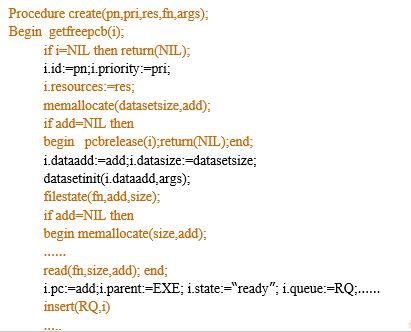 Procedure create(pn,pri,res,fn,args);
Begin getfreepcb(i);
if i=NIL then return(NIL);
i.id:=pn;i.priority:=pri;
i.resources:=res;
memallocate(datasetsize,add);
if add=NIL then
begin pcbrelease(i);return(NIL);end;
i.dataadd:=add;i.datasize:=datasetsize;
datasetinit(i.dataadd,args);
filestate(fn,add,size);
if add=NIL then
begin memallocate(size,add);
......
read(fn,size,add); end;
i.pc:=add;i.parent:=EXE; i.state:=“ready”; i.queue:=RQ;......
insert(RQ,i)
.....